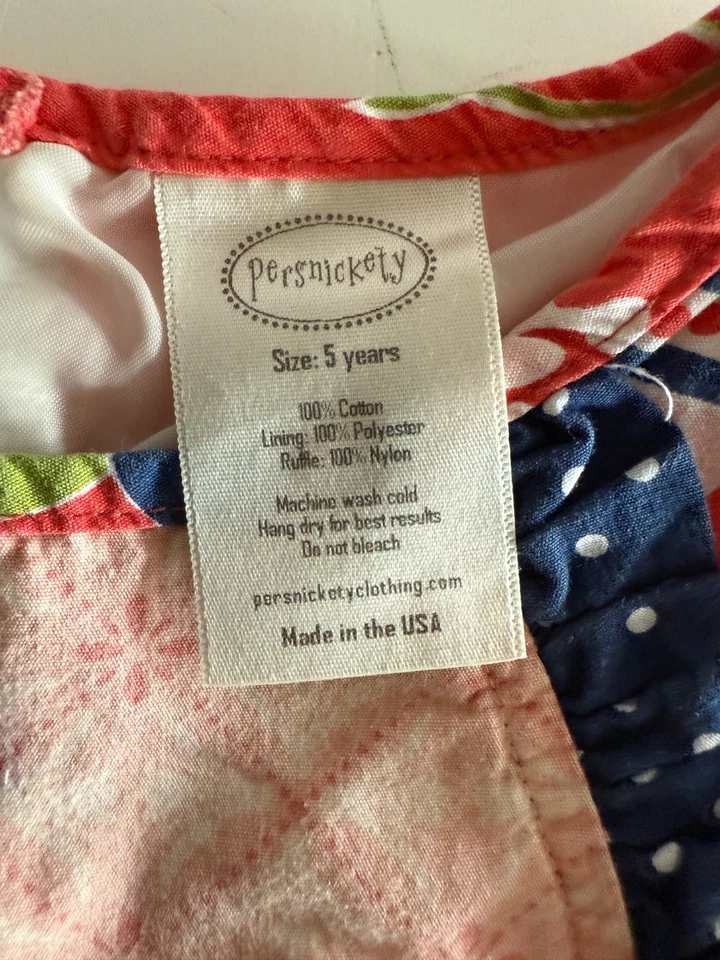 persnickety
Size: 5 years
100% Cotton
Lining: 100% Polyester
Ruffle: 100% Nylon
Machine wash cold
Hang dry for best results
Do not bleach
persnicketyclothing.com
Made in the USA